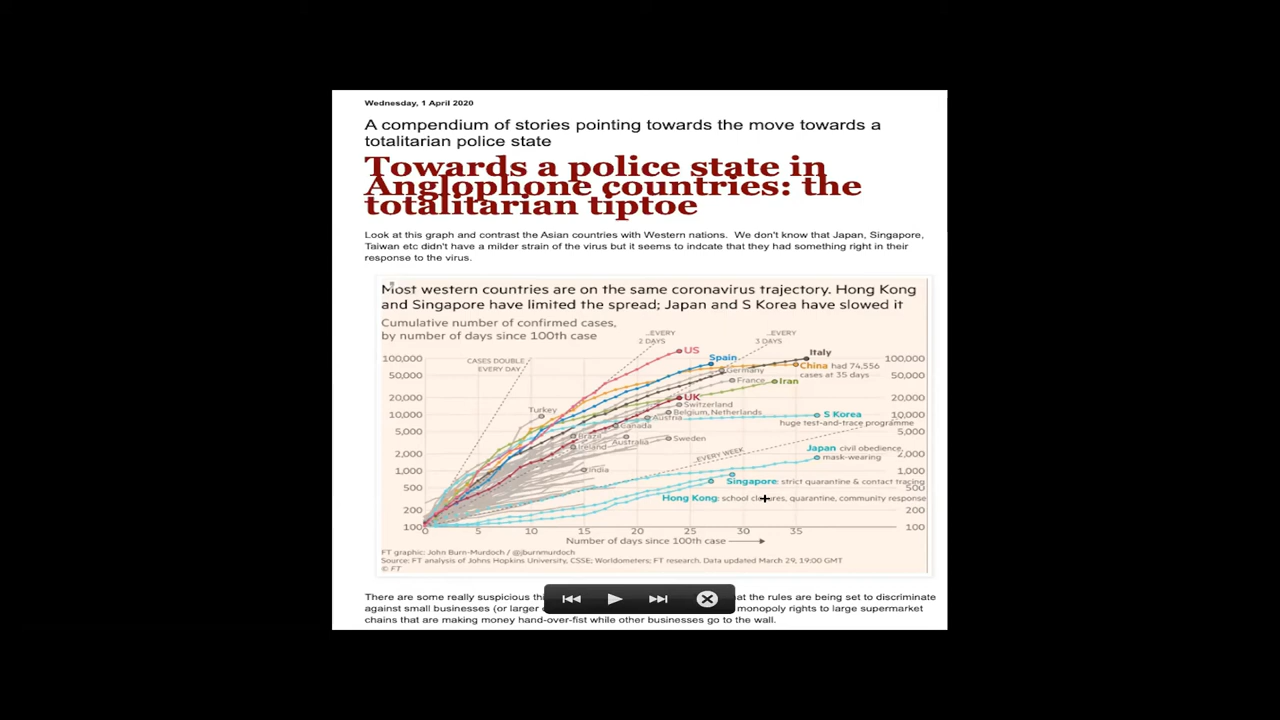 Wednesday, 1 April 2020
A compendium of stories pointing towards the move towards a
totalitarian police state
Towards a police state in
Anglophone countries: the
totalitarian tiptoe
Look at this graph and contrast the Asian countries with Western nations. We don't know that Japan, Singapore,
Taiwan etc didn't have a milder strain of the virus but it seems to indcate that they had something right in their
response to the virus.
Most western countries are on the same coronavirus trajectory. Hong Kong
and Singapore have limited the spread; Japan and S Korea have slowed it
Cumulative number of confirmed cases,
by number of days since 100th case
...EVERY
2 DAYS
...EVERY
3 DAYS
CASES DOUBLE
EVERY DAY
US
Spain
Italy
100,000
100,000
China had 74,556
cases at 35 days
Germany
50,000
50,000
France
Iran
20,000
UK
20,000
Switzerland
Turkey
Belgium, Netherlands
10,000
S Korea
10,000
huge test-and-trace programme
Austria
Canada
5,000
5,000
Brazil
Australia
Sweden
Ireland
Japan civil obedience,
mask-wearing
2,000
EVERY WEEK
2,000
1,000
India
1,000
Singapore: strict quarantine & contact tracing
500
500
Hong Kong: school closures, quarantine, community response
200
200
100
100
0 5 10 15 20 25 30 35
Number of days since 100th case
FT graphic: John Burn-Murdoch / @jburnmurdoch
Source: FT analysis of Johns Hopkins University, CSSE; Worldometers; FT research. Data updated March 29, 19:00 GMT
© FT
There are some really suspicious at the rules are being set to discriminate
against small businesses (or larger monopoly rights to large supermarket
chains that are making money hand-over-fist while other businesses go to the wall.